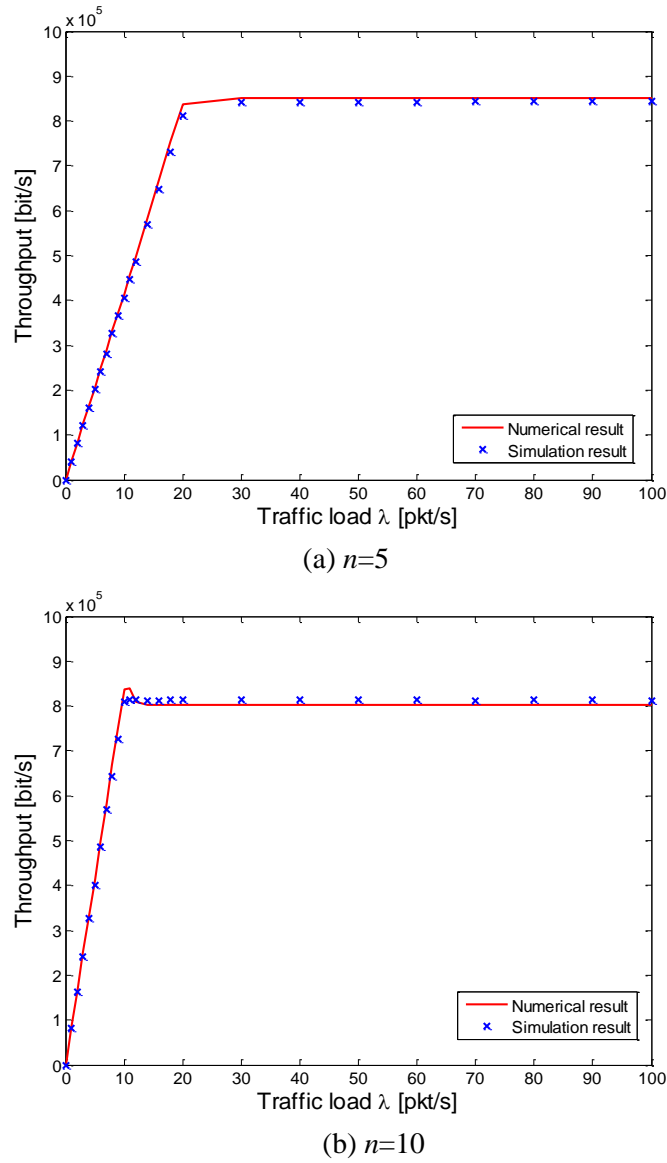 x 10^5
10
9
8
7
6
5
4
3
2
1
0
Throughput [bit/s]
Numerical result
Simulation result
0 10 20 30 40 50 60 70 80 90 100
Traffic load λ [pkt/s]
(a) n=5
x 10^5
10
9
8
7
6
5
4
3
2
1
0
Throughput [bit/s]
Numerical result
Simulation result
0 10 20 30 40 50 60 70 80 90 100
Traffic load λ [pkt/s]
(b) n=10